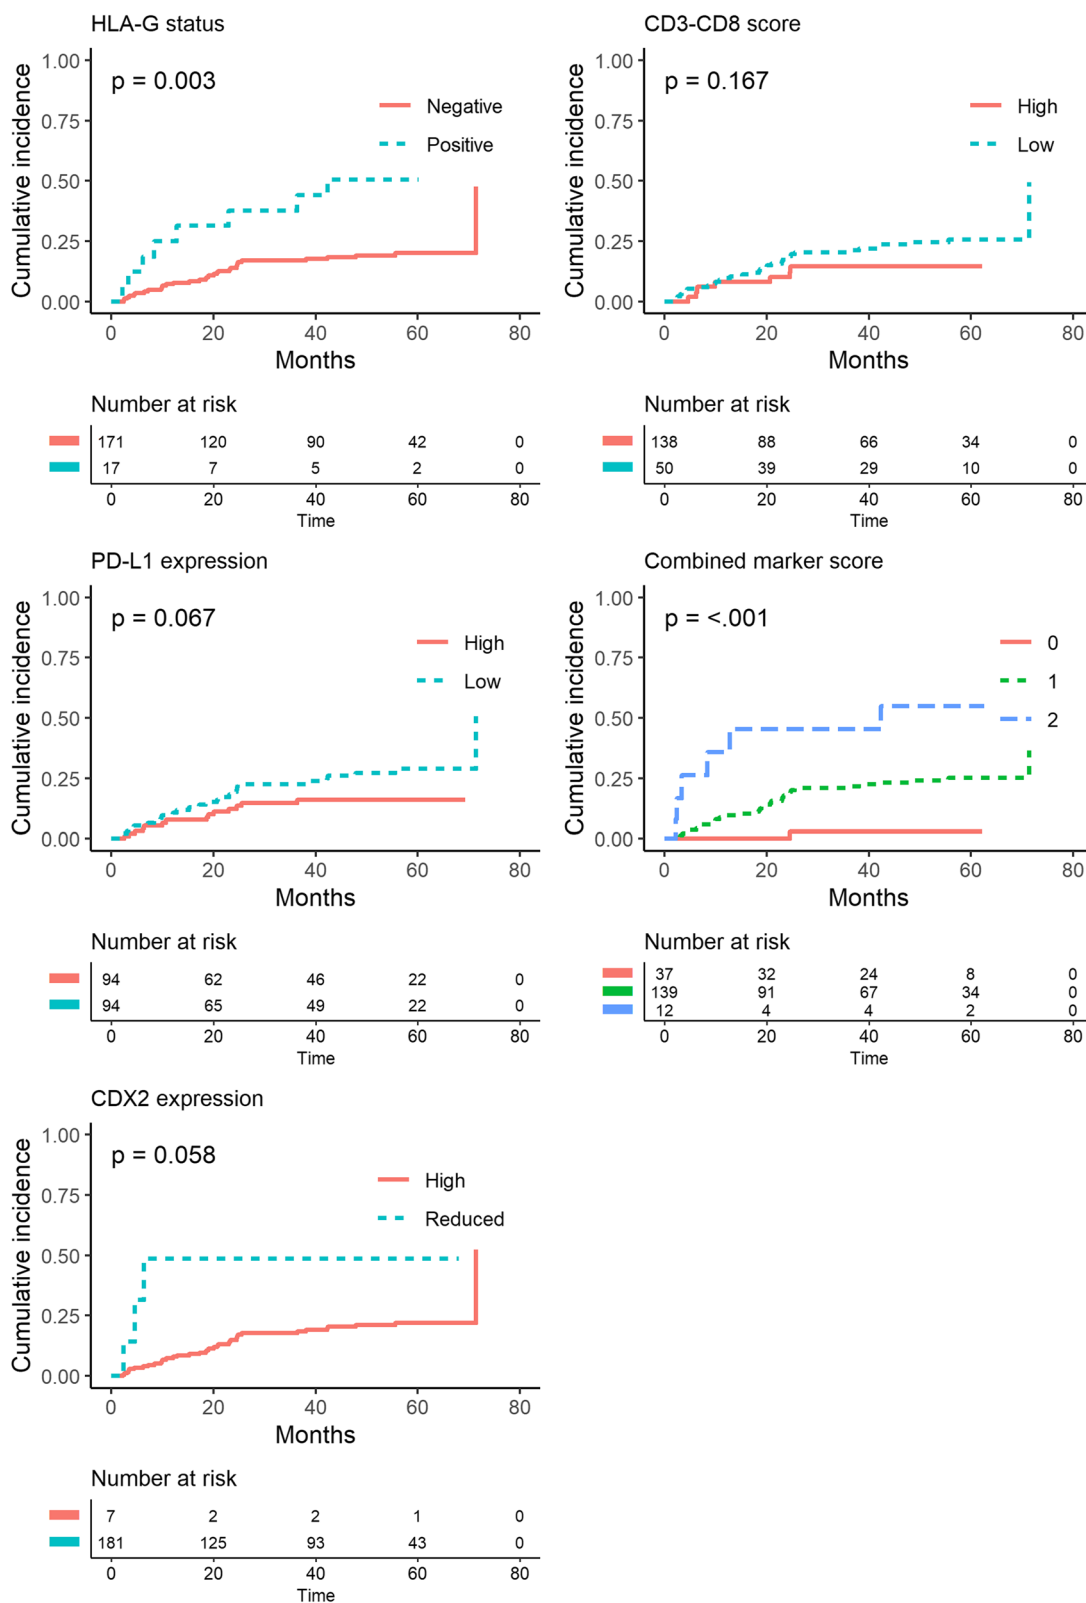 HLA-G status
1.00
0.75
0.50
0.25
0.00
Cumulative incidence
p = 0.003
Negative
Positive
0 20 40 60 80
Months
Number at risk
171 120 90 42 0
17 7 5 2 0
0 20 40 60 80
Time
CD3-CD8 score
1.00
0.75
0.50
0.25
0.00
Cumulative incidence
p = 0.167
High
Low
0 20 40 60 80
Months
Number at risk
138 88 66 34 0
50 39 29 10 0
0 20 40 60 80
Time
PD-L1 expression
1.00
0.75
0.50
0.25
0.00
Cumulative incidence
p = 0.067
High
Low
0 20 40 60 80
Months
Number at risk
94 62 46 22 0
94 65 49 22 0
0 20 40 60 80
Time
Combined marker score
1.00
0.75
0.50
0.25
0.00
Cumulative incidence
p = <.001
0
1
2
0 20 40 60 80
Months
Number at risk
37 32 24 8 0
139 91 67 34 0
12 4 4 2 0
0 20 40 60 80
Time
CDX2 expression
1.00
0.75
0.50
0.25
0.00
Cumulative incidence
p = 0.058
High
Reduced
0 20 40 60 80
Months
Number at risk
7 2 2 1 0
181 125 93 43 0
0 20 40 60 80
Time